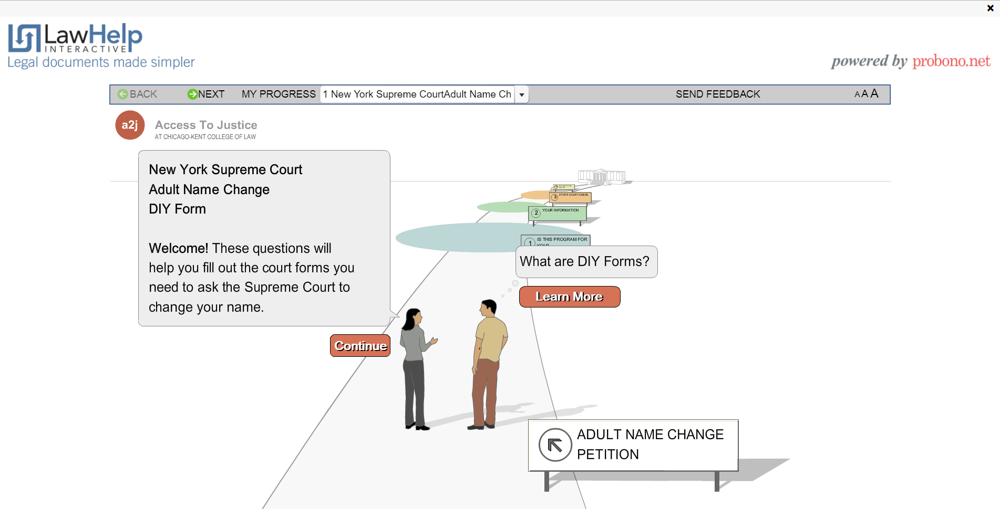 LawHelp
INTERACTIVE
Legal documents made simpler
powered by probono.net
BACK
NEXT
MY PROGRESS
1 New York Supreme CourtAdult Name Ch
SEND FEEDBACK
A A A
a2j
Access To Justice
AT CHICAGO-KENT COLLEGE OF LAW
New York Supreme Court
Adult Name Change
DIY Form
Welcome! These questions will
help you fill out the court forms you
need to ask the Supreme Court to
change your name.
Continue
3 OTHER COURT CASES
2 YOUR INFORMATION
1 IS THIS PROGRAM FOR
YOU?
What are DIY Forms?
Learn More
ADULT NAME CHANGE
PETITION